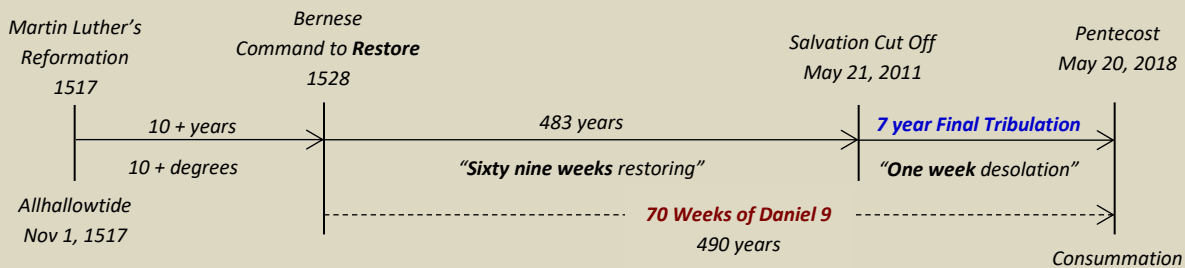 Martin Luther’s
Reformation
1517
Bernese
Command to Restore
1528
Salvation Cut Off
May 21, 2011
Pentecost
May 20, 2018
10 + years
483 years
7 year Final Tribulation
10 + degrees
“Sixty nine weeks restoring”
“One week desolation”
Allhallowtide
Nov 1, 1517
70 Weeks of Daniel 9
490 years
Consummation